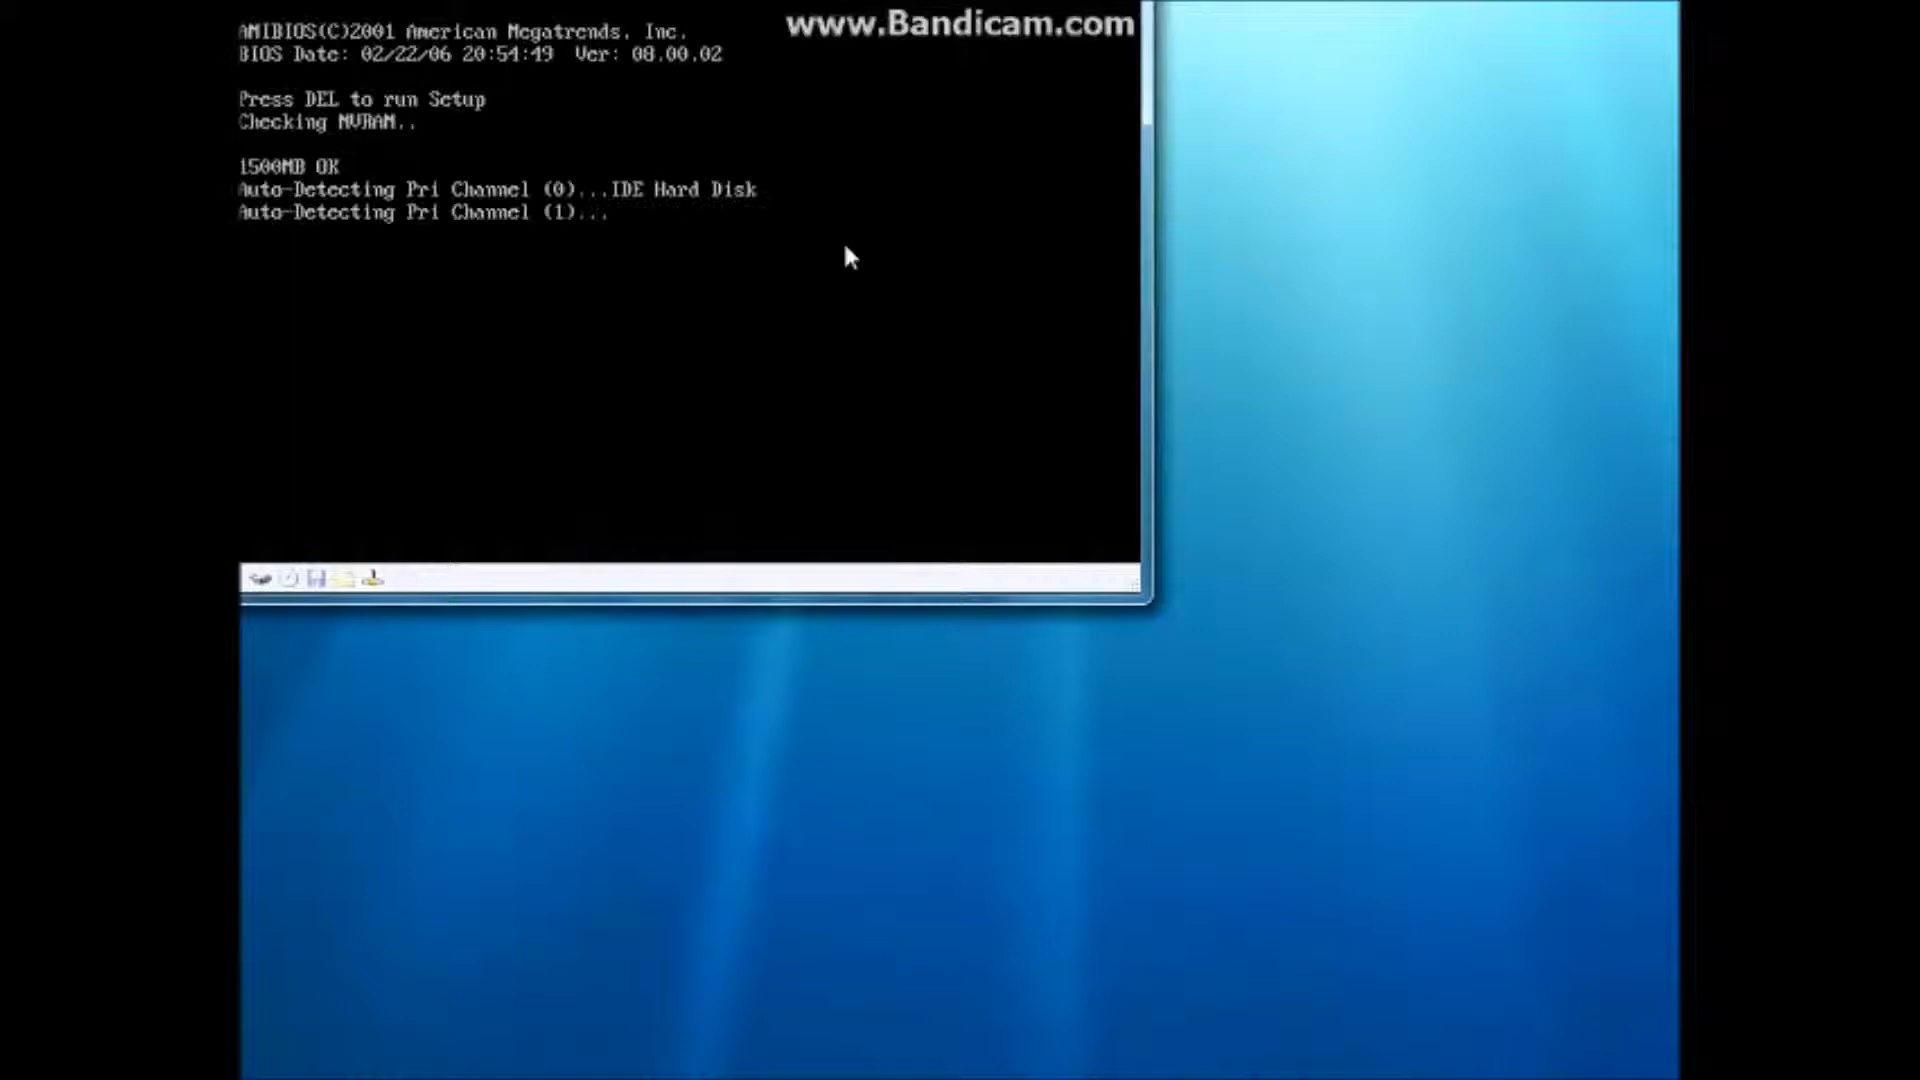 www.Bandicam.com
AMIBIOS(C)2001 American Megatrends, Inc.
BIOS Date: 02/22/06 20:54:49  Ver: 08.00.02
Press DEL to run Setup
Checking NVRAM..
1500MB OK
Auto-Detecting Pri Channel (0)...IDE Hard Disk
Auto-Detecting Pri Channel (1)...